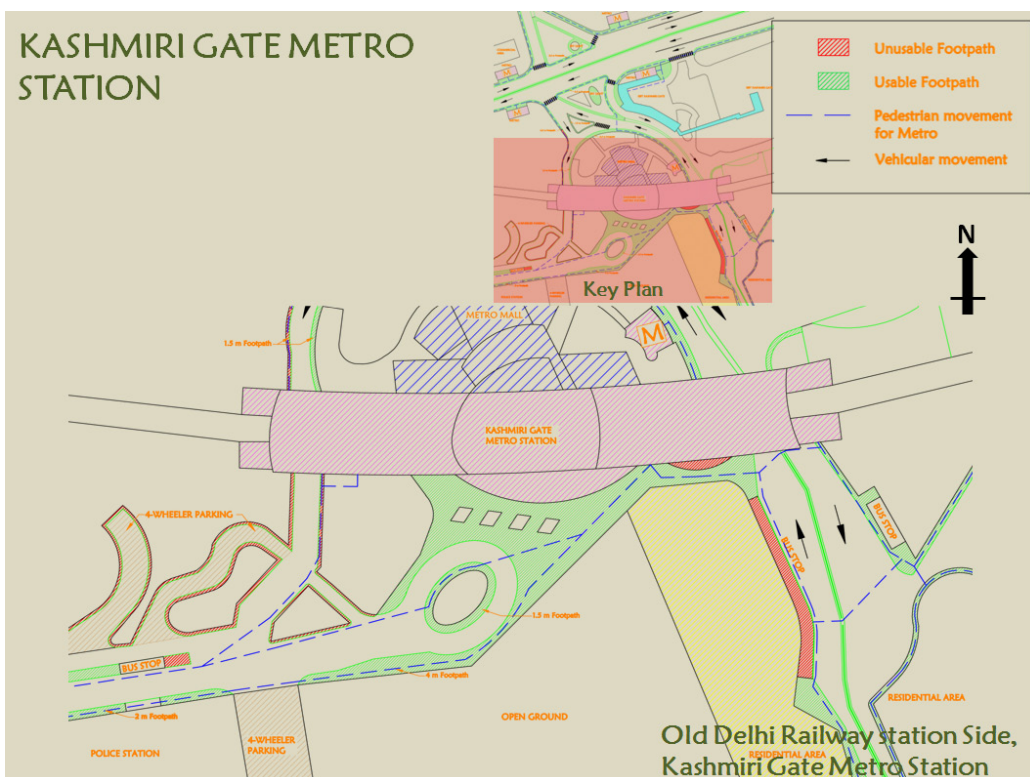 KASHMIRI GATE METRO
STATION
M
M
M
M
Key Plan
Unusable Footpath
Usable Footpath
Pedestrian movement
for Metro
Vehicular movement
N
METRO MALL
1.5 m Footpath
M
KASHMIRI GATE
METRO STATION
4-WHEELER PARKING
BUS STOP
BUS STOP
1.5 m Footpath
BUS STOP
4 m Footpath
2 m Footpath
RESIDENTIAL AREA
OPEN GROUND
POLICE STATION
4-WHEELER
PARKING
RESIDENTIAL AREA
Old Delhi Railway station Side,
Kashmiri Gate Metro Station